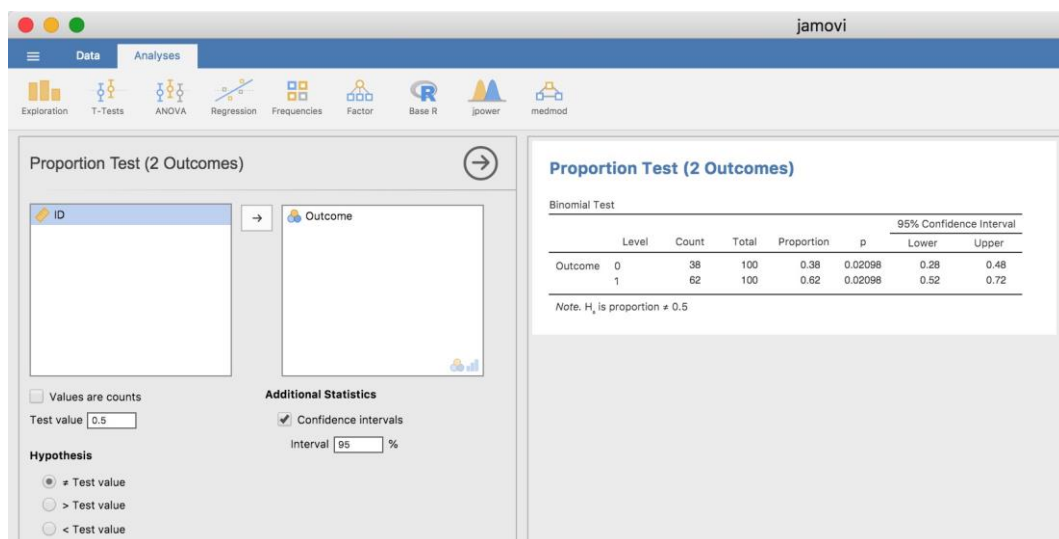 jamovi
Data Analyses
Exploration T-Tests ANOVA Regression Frequencies Factor Base R jpower medmod
Proportion Test (2 Outcomes)
ID
Outcome
Values are counts
Test value 0.5
Hypothesis
≠ Test value
> Test value
< Test value
Additional Statistics
Confidence intervals
Interval 95 %
Proportion Test (2 Outcomes)
Binomial Test
95% Confidence Interval
Level Count Total Proportion p Lower Upper
Outcome 0 38 100 0.38 0.02098 0.28 0.48
1 62 100 0.62 0.02098 0.52 0.72
Note. Hₐ is proportion ≠ 0.5